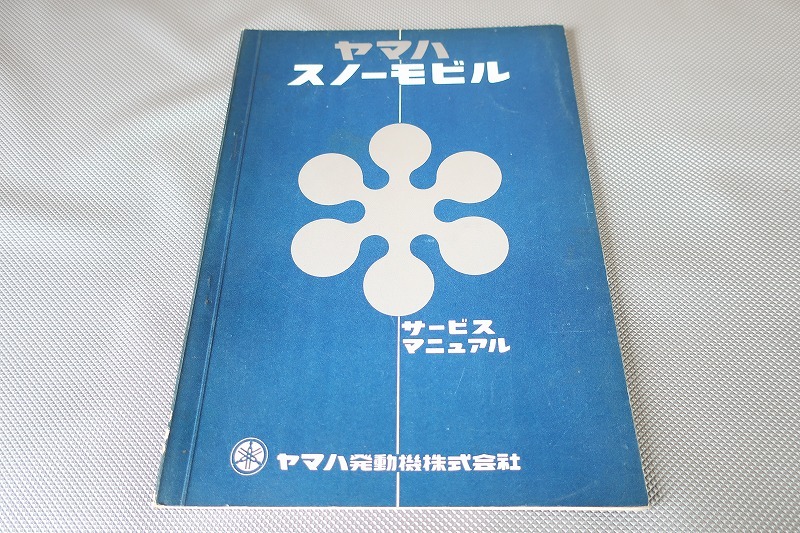 ヤマハ
スノーモビル
サービス
マニュアル
ヤマハ発動機株式会社